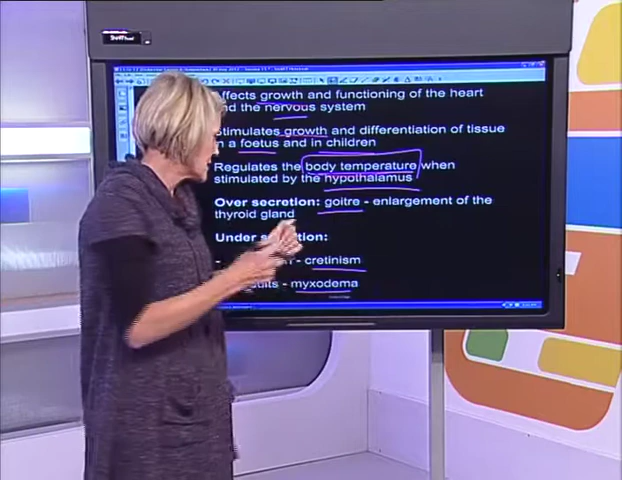 ffects growth and functioning of the heart
nd the nervous system
timulates growth and differentiation of tissue
n a foetus and in children
Regulates the body temperature when
stimulated by the hypothalamus
Over secretion: goitre - enlargement of the
thyroid gland
Under se tion:
- cretinism
ults - myxodema